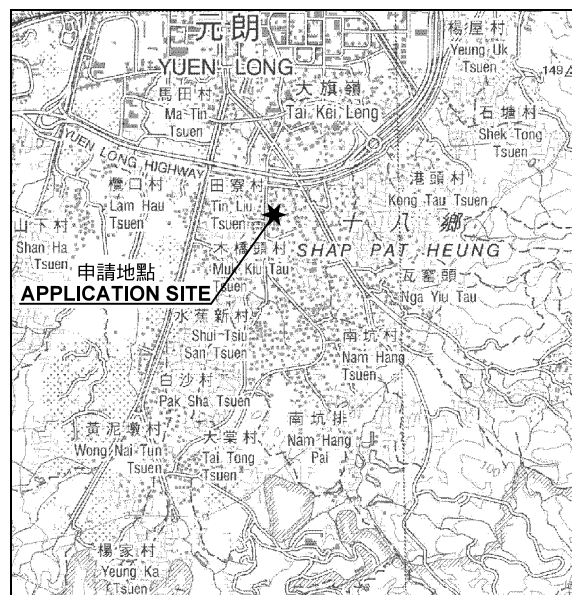 元朗
YUEN LONG
楊屋村
Yeung Uk
Tsuen
149
馬田村
Ma Tin
Tsuen
大旗嶺
Tai Kei Leng
石塘村
Shek Tong
Tsuen
YUEN LONG HIGHWAY
欖口村
Lam Hau
Tsuen
田寮村
Tin Liu
Tsuen
港頭村
Kong Tau Tsuen
山下村
Shan Ha
Tsuen
十八鄉
SHAP PAT HEUNG
木橋頭村
Muk Kiu Tau
Tsuen
申請地點
APPLICATION SITE
瓦窰頭
Nga Yiu Tau
水蕉新村
Shui Tsiu
San Tsuen
南坑村
Nam Hang
Tsuen
白沙村
Pak Sha Tsuen
黃泥墩村
Wong Nai Tun
Tsuen
大棠村
Tai Tong
Tsuen
南坑排
Nam Hang
Pai
100
楊家村
Yeung Ka
Tsuen